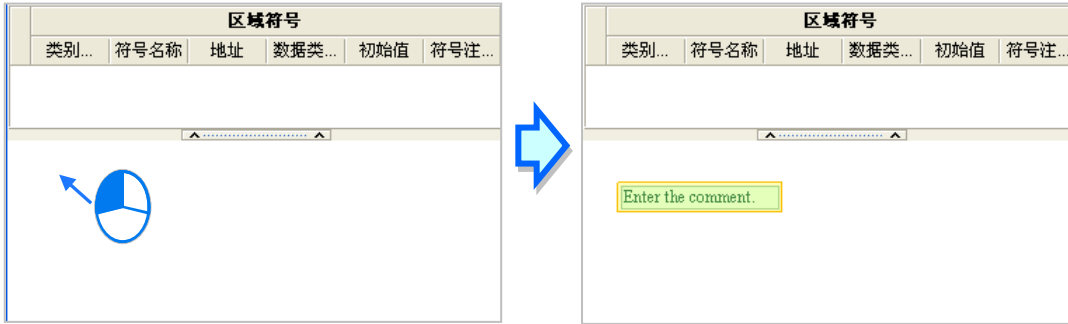 区域符号
类别... 符号名称 地址 数据类... 初始值 符号注...
区域符号
类别... 符号名称 地址 数据类... 初始值 符号注...
Enter the comment.